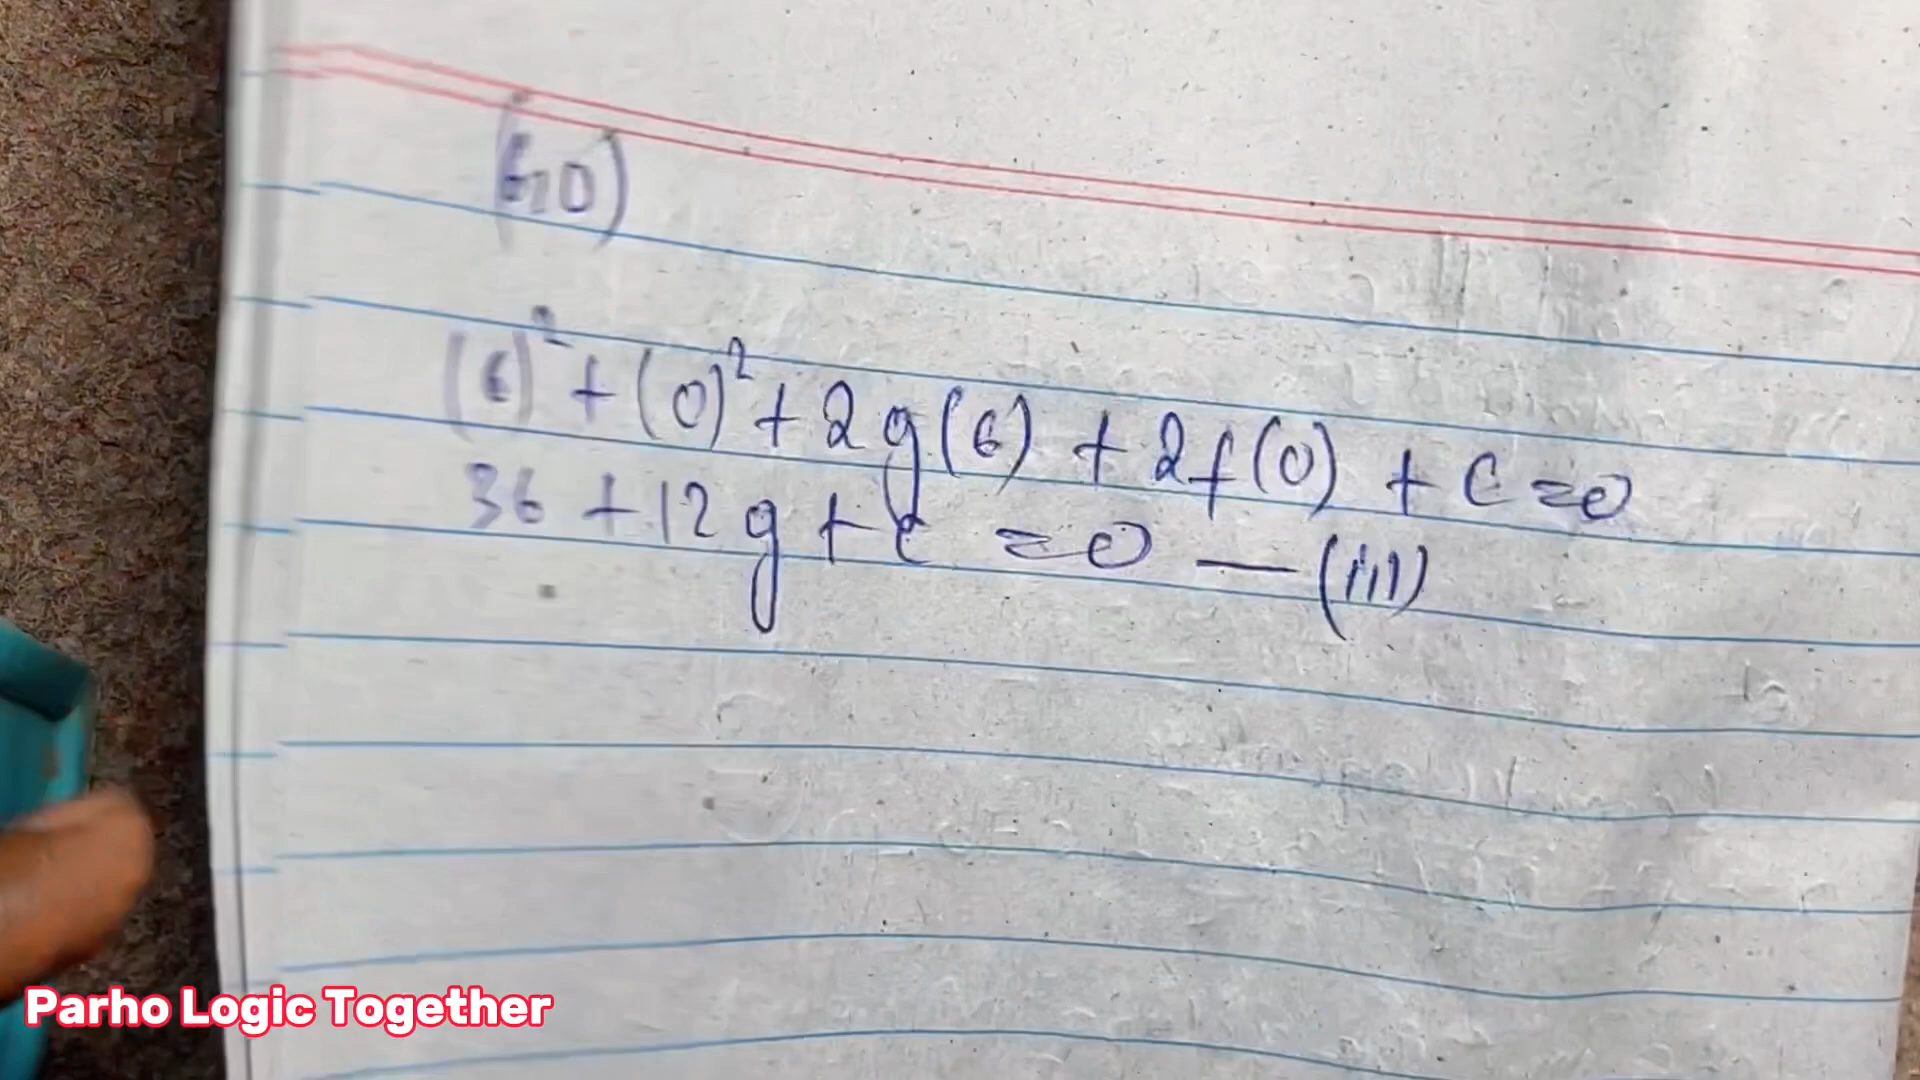 (6,0)
(6)² + (0)² + 2g(6) + 2f(0) + c = 0
36 + 12g + c = 0 — (III)
Parho Logic Together